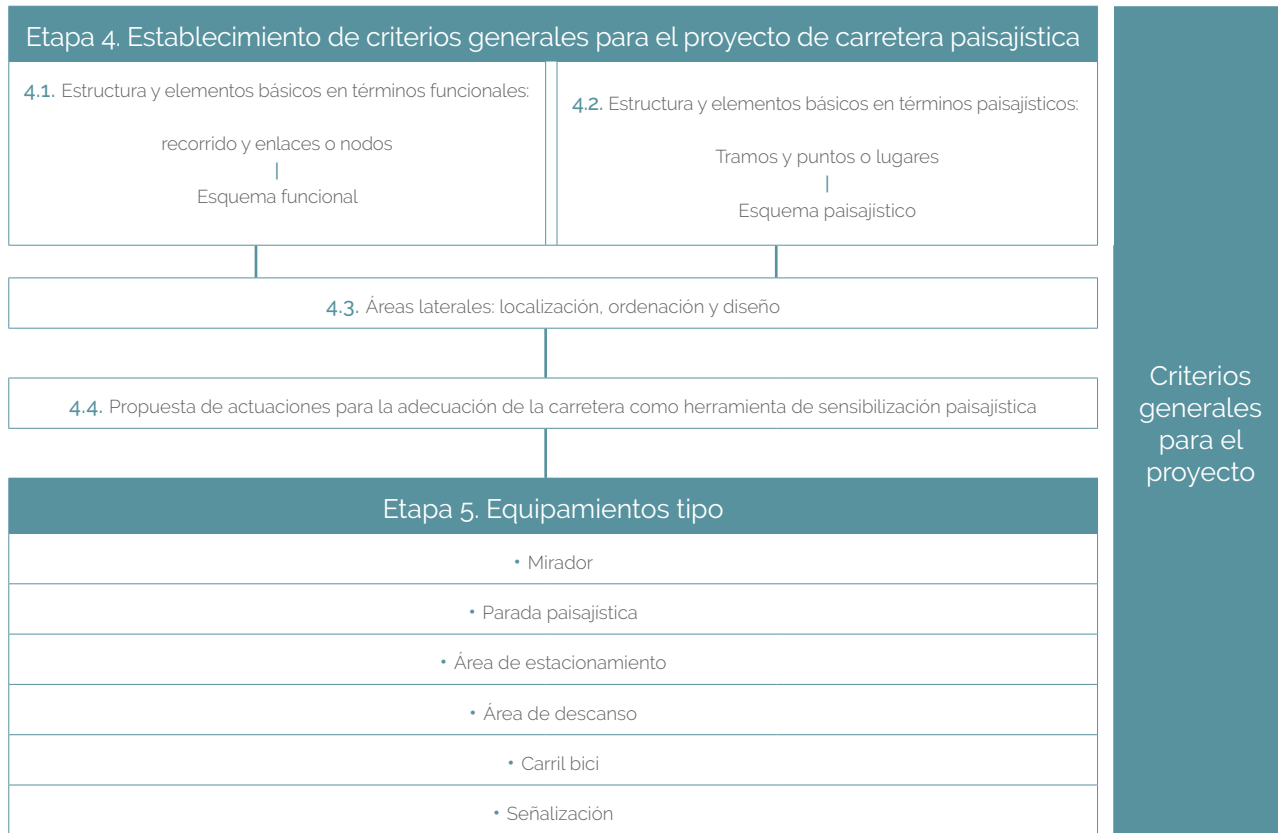 Etapa 4. Establecimiento de criterios generales para el proyecto de carretera paisajística
4.1. Estructura y elementos básicos en términos funcionales:
recorrido y enlaces o nodos
Esquema funcional
4.2. Estructura y elementos básicos en términos paisajísticos:
Tramos y puntos o lugares
Esquema paisajístico
4.3. Áreas laterales: localización, ordenación y diseño
4.4. Propuesta de actuaciones para la adecuación de la carretera como herramienta de sensibilización paisajística
Etapa 5. Equipamientos tipo
• Mirador
• Parada paisajística
• Área de estacionamiento
• Área de descanso
• Carril bici
• Señalización
Criterios
generales
para el
proyecto